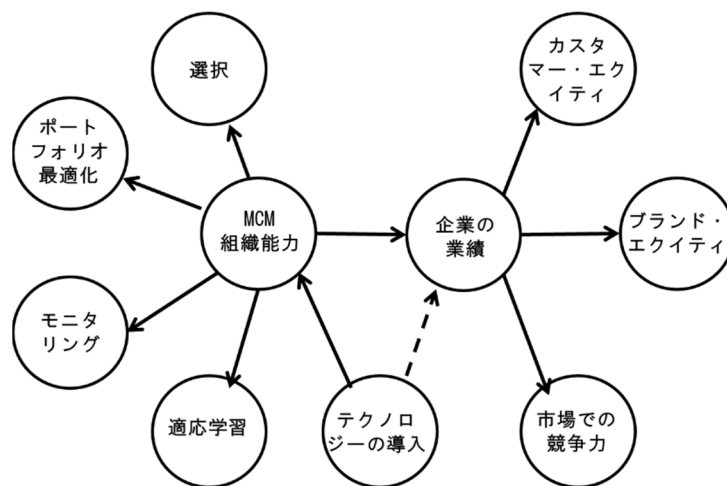 選択
カスタ
マー・エク
イティ
ポート
フォリオ
最適化
MCM
組織能力
企業の
業績
ブランド・
エクイティ
モニタ
リング
適応学習
テクノロ
ジーの導入
市場での
競争力